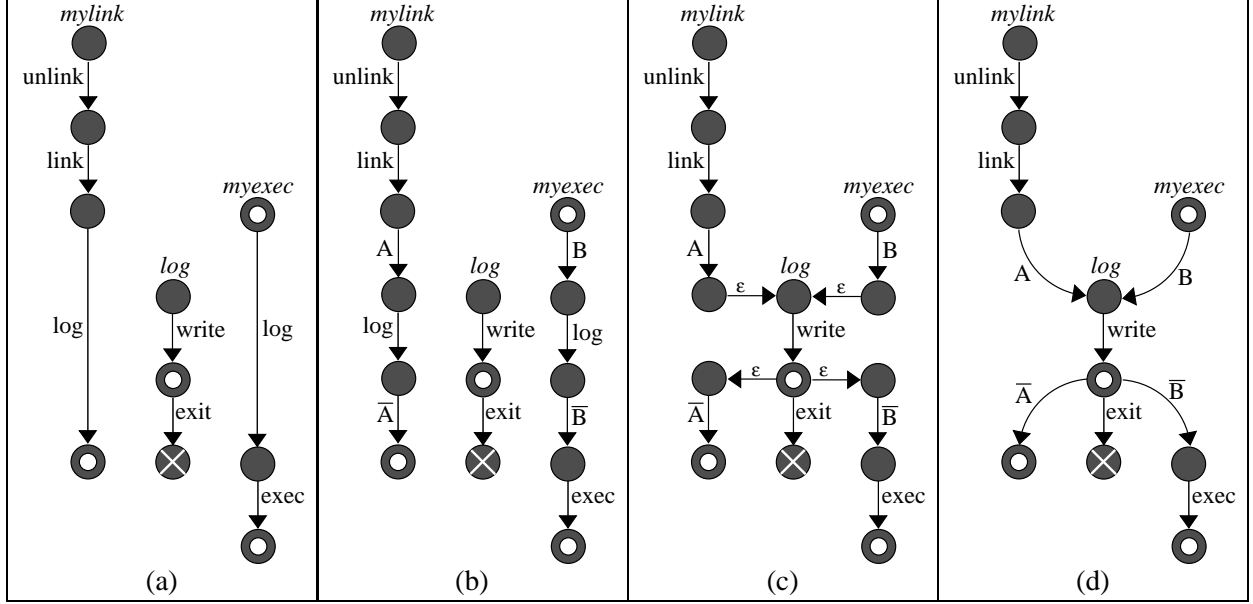 mylink
unlink
link
myexec
log
log
write
log
exit
exec
(a)
mylink
unlink
link
myexec
A
B
log
log
write
log
A̅
exit
B̅
exec
(b)
mylink
unlink
link
myexec
A
B
log
ε
ε
write
ε
ε
A̅
exit
B̅
exec
(c)
mylink
unlink
link
myexec
A
log
B
write
A̅
B̅
exit
exec
(d)